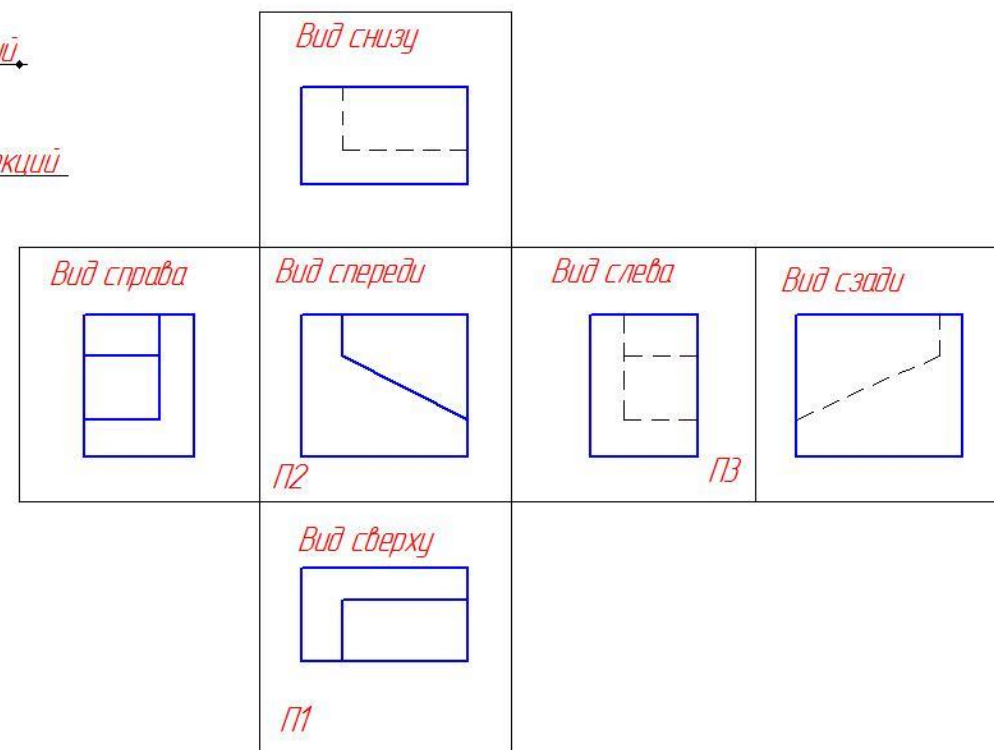 Вид снизу
Вид справа
Вид спереди
Вид слева
Вид сзади
П2
П3
Вид сверху
П1